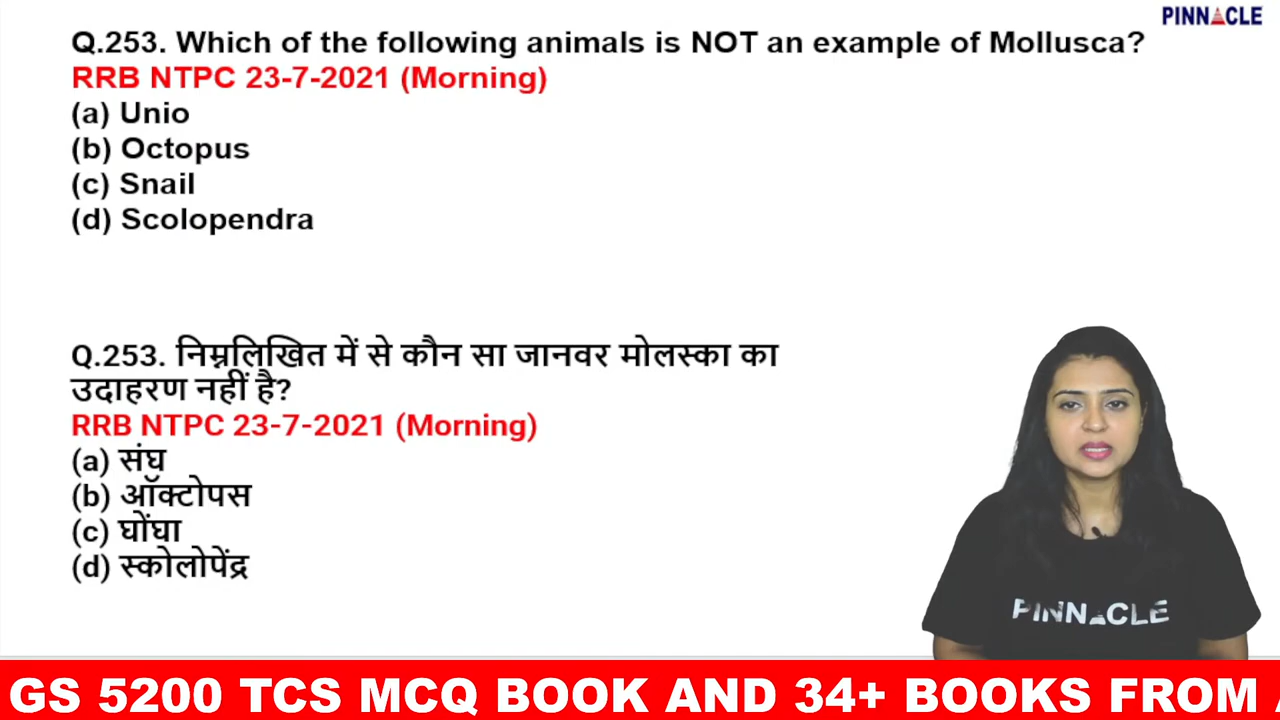 PINNACLE
Q.253. Which of the following animals is NOT an example of Mollusca?
RRB NTPC 23-7-2021 (Morning)
(a) Unio
(b) Octopus
(c) Snail
(d) Scolopendra
Q.253. निम्नलिखित में से कौन सा जानवर मोलस्का का
उदाहरण नहीं है?
RRB NTPC 23-7-2021 (Morning)
(a) संघ
(b) ऑक्टोपस
(c) घोंघा
(d) स्कोलोपेंद्र
PINNACLE
GS 5200 TCS MCQ BOOK AND 34+ BOOKS FROM